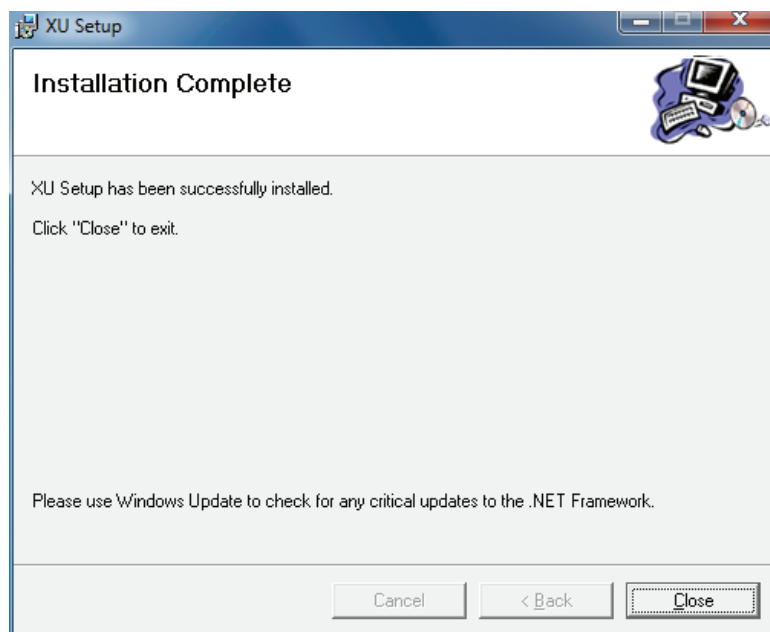 XU Setup
Installation Complete
XU Setup has been successfully installed.
Click "Close" to exit.
Please use Windows Update to check for any critical updates to the .NET Framework.
Cancel
< Back
Close